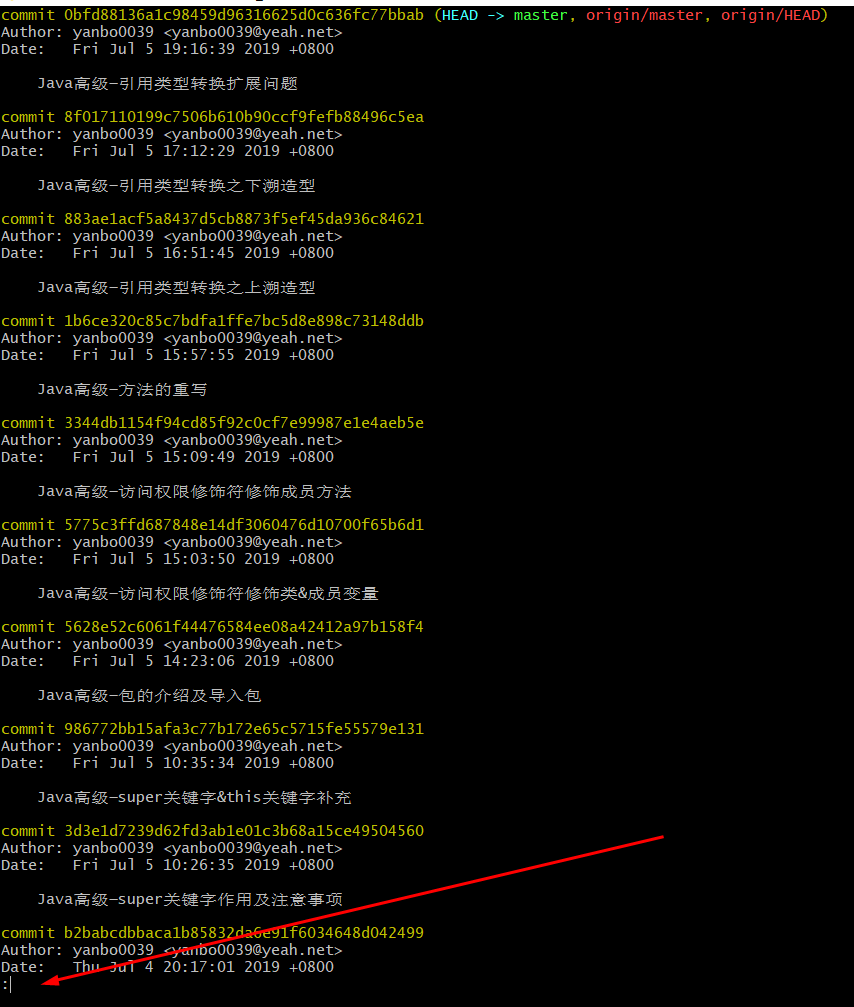 commit 0bfd88136a1c98459d96316625d0c636fc77bbab (HEAD -> master, origin/master, origin/HEAD)
Author: yanbo0039 <yanbo0039@yeah.net>
Date:   Fri Jul 5 19:16:39 2019 +0800
Java高级-引用类型转换扩展问题
commit 8f017110199c7506b610b90ccf9fefb88496c5ea
Author: yanbo0039 <yanbo0039@yeah.net>
Date:   Fri Jul 5 17:12:29 2019 +0800
Java高级-引用类型转换之下溯造型
commit 883ae1acf5a8437d5cb8873f5ef45da936c84621
Author: yanbo0039 <yanbo0039@yeah.net>
Date:   Fri Jul 5 16:51:45 2019 +0800
Java高级-引用类型转换之上溯造型
commit 1b6ce320c85c7bdfa1ffe7bc5d8e898c73148ddb
Author: yanbo0039 <yanbo0039@yeah.net>
Date:   Fri Jul 5 15:57:55 2019 +0800
Java高级-方法的重写
commit 3344db1154f94cd85f92c0cf7e99987e1e4aeb5e
Author: yanbo0039 <yanbo0039@yeah.net>
Date:   Fri Jul 5 15:09:49 2019 +0800
Java高级-访问权限修饰符修饰成员方法
commit 5775c3ffd687848e14df3060476d10700f65b6d1
Author: yanbo0039 <yanbo0039@yeah.net>
Date:   Fri Jul 5 15:03:50 2019 +0800
Java高级-访问权限修饰符修饰类&成员变量
commit 5628e52c6061f44476584ee08a42412a97b158f4
Author: yanbo0039 <yanbo0039@yeah.net>
Date:   Fri Jul 5 14:23:06 2019 +0800
Java高级-包的介绍及导入包
commit 986772bb15afa3c77b172e65c5715fe55579e131
Author: yanbo0039 <yanbo0039@yeah.net>
Date:   Fri Jul 5 10:35:34 2019 +0800
Java高级-super关键字&this关键字补充
commit 3d3e1d7239d62fd3ab1e01c3b68a15ce49504560
Author: yanbo0039 <yanbo0039@yeah.net>
Date:   Fri Jul 5 10:26:35 2019 +0800
Java高级-super关键字作用及注意事项
commit b2babcdbbaca1b85832da6e91f6034648d042499
Author: yanbo0039 <yanbo0039@yeah.net>
Date:   Thu Jul 4 20:17:01 2019 +0800
: